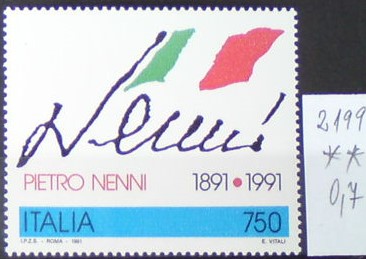 Nenni
PIETRO NENNI 1891 • 1991
ITALIA 750
I.P.Z.S. - ROMA - 1991 E. VITALI
2199
**
0,7